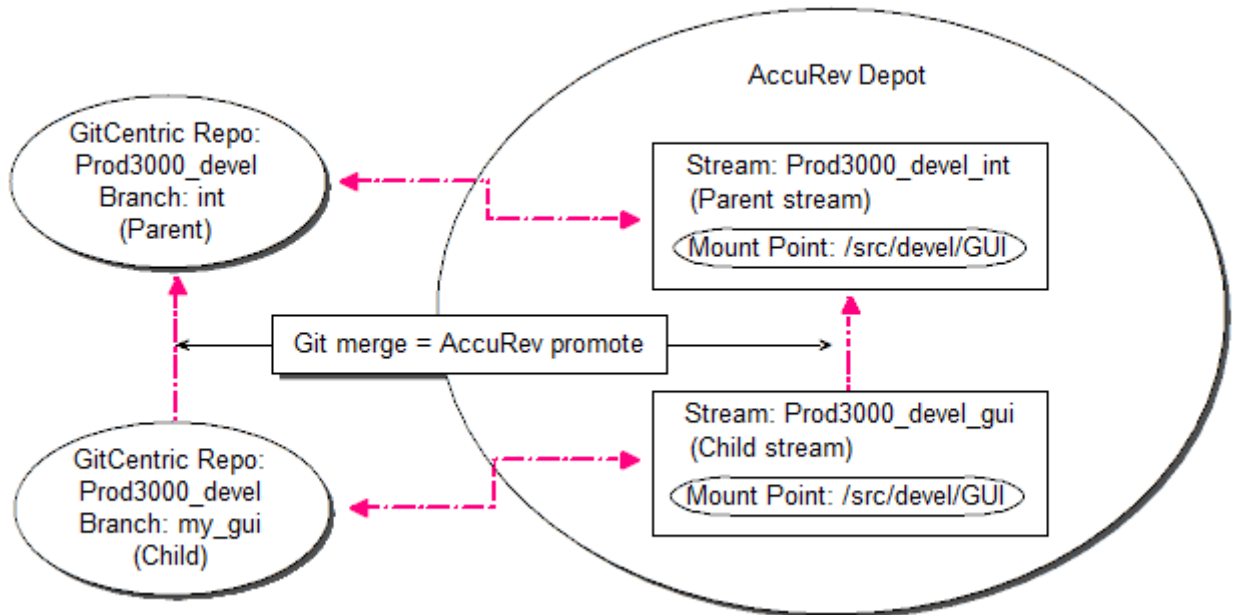 AccuRev Depot
GitCentric Repo:
Prod3000_devel
Branch: int
(Parent)
Stream: Prod3000_devel_int
(Parent stream)
Mount Point: /src/devel/GUI
Git merge = AccuRev promote
GitCentric Repo:
Prod3000_devel
Branch: my_gui
(Child)
Stream: Prod3000_devel_gui
(Child stream)
Mount Point: /src/devel/GUI